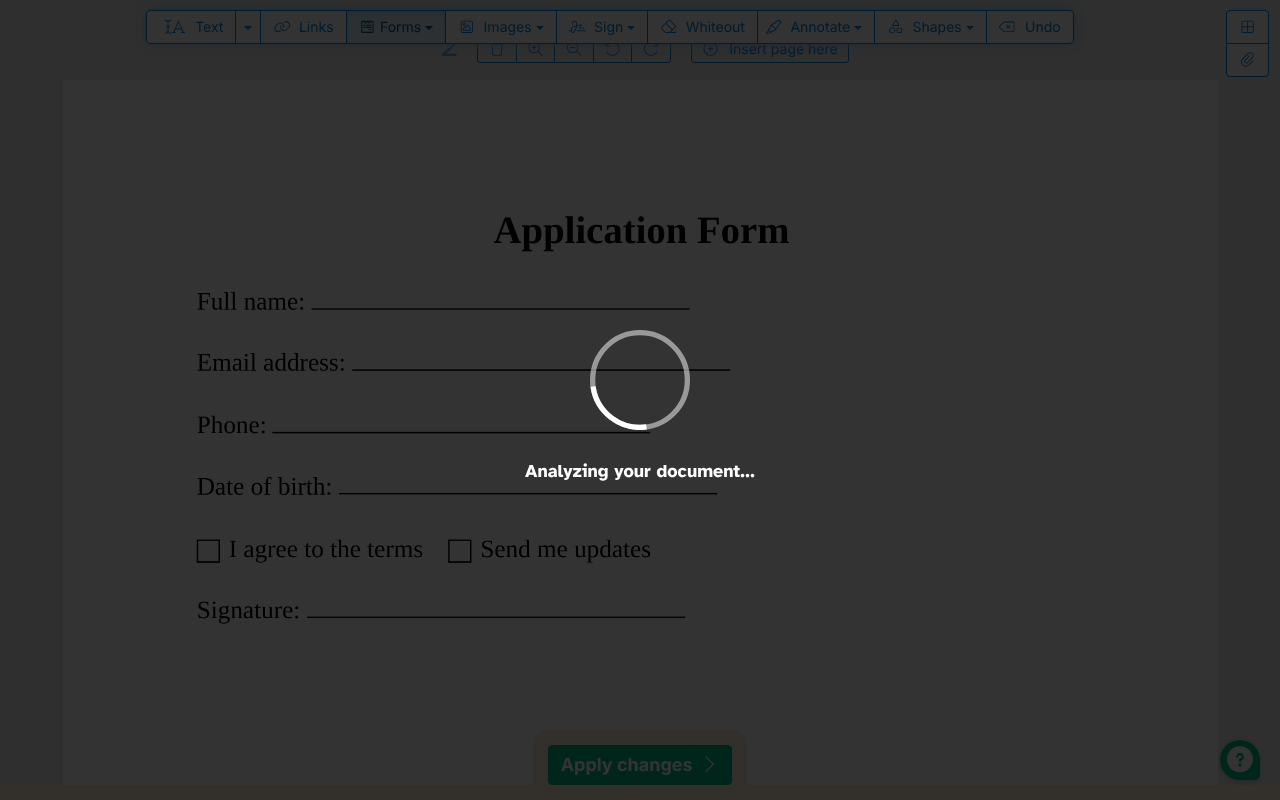 Text Links Forms Images Sign Whiteout Annotate Shapes Undo
Insert page here
Application Form
Full name:
Email address:
Phone:
Analyzing your document...
Date of birth:
I agree to the terms Send me updates
Signature:
Apply changes
?